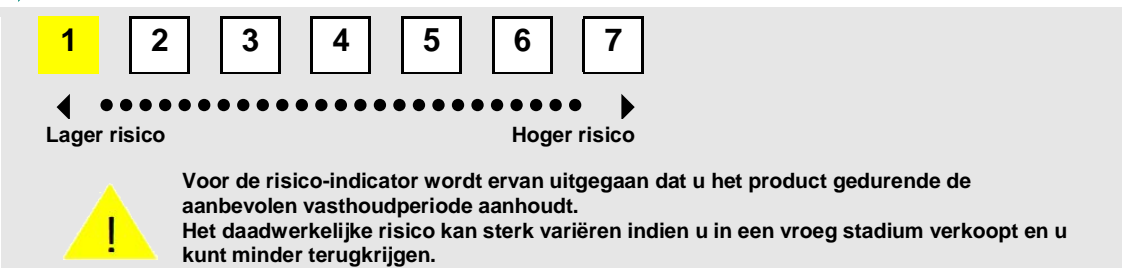 1 2 3 4 5 6 7
Lager risico Hoger risico
!
Voor de risico-indicator wordt ervan uitgegaan dat u het product gedurende de
aanbevolen vasthoudperiode aanhoudt.
Het daadwerkelijke risico kan sterk variëren indien u in een vroeg stadium verkoopt en u
kunt minder terugkrijgen.